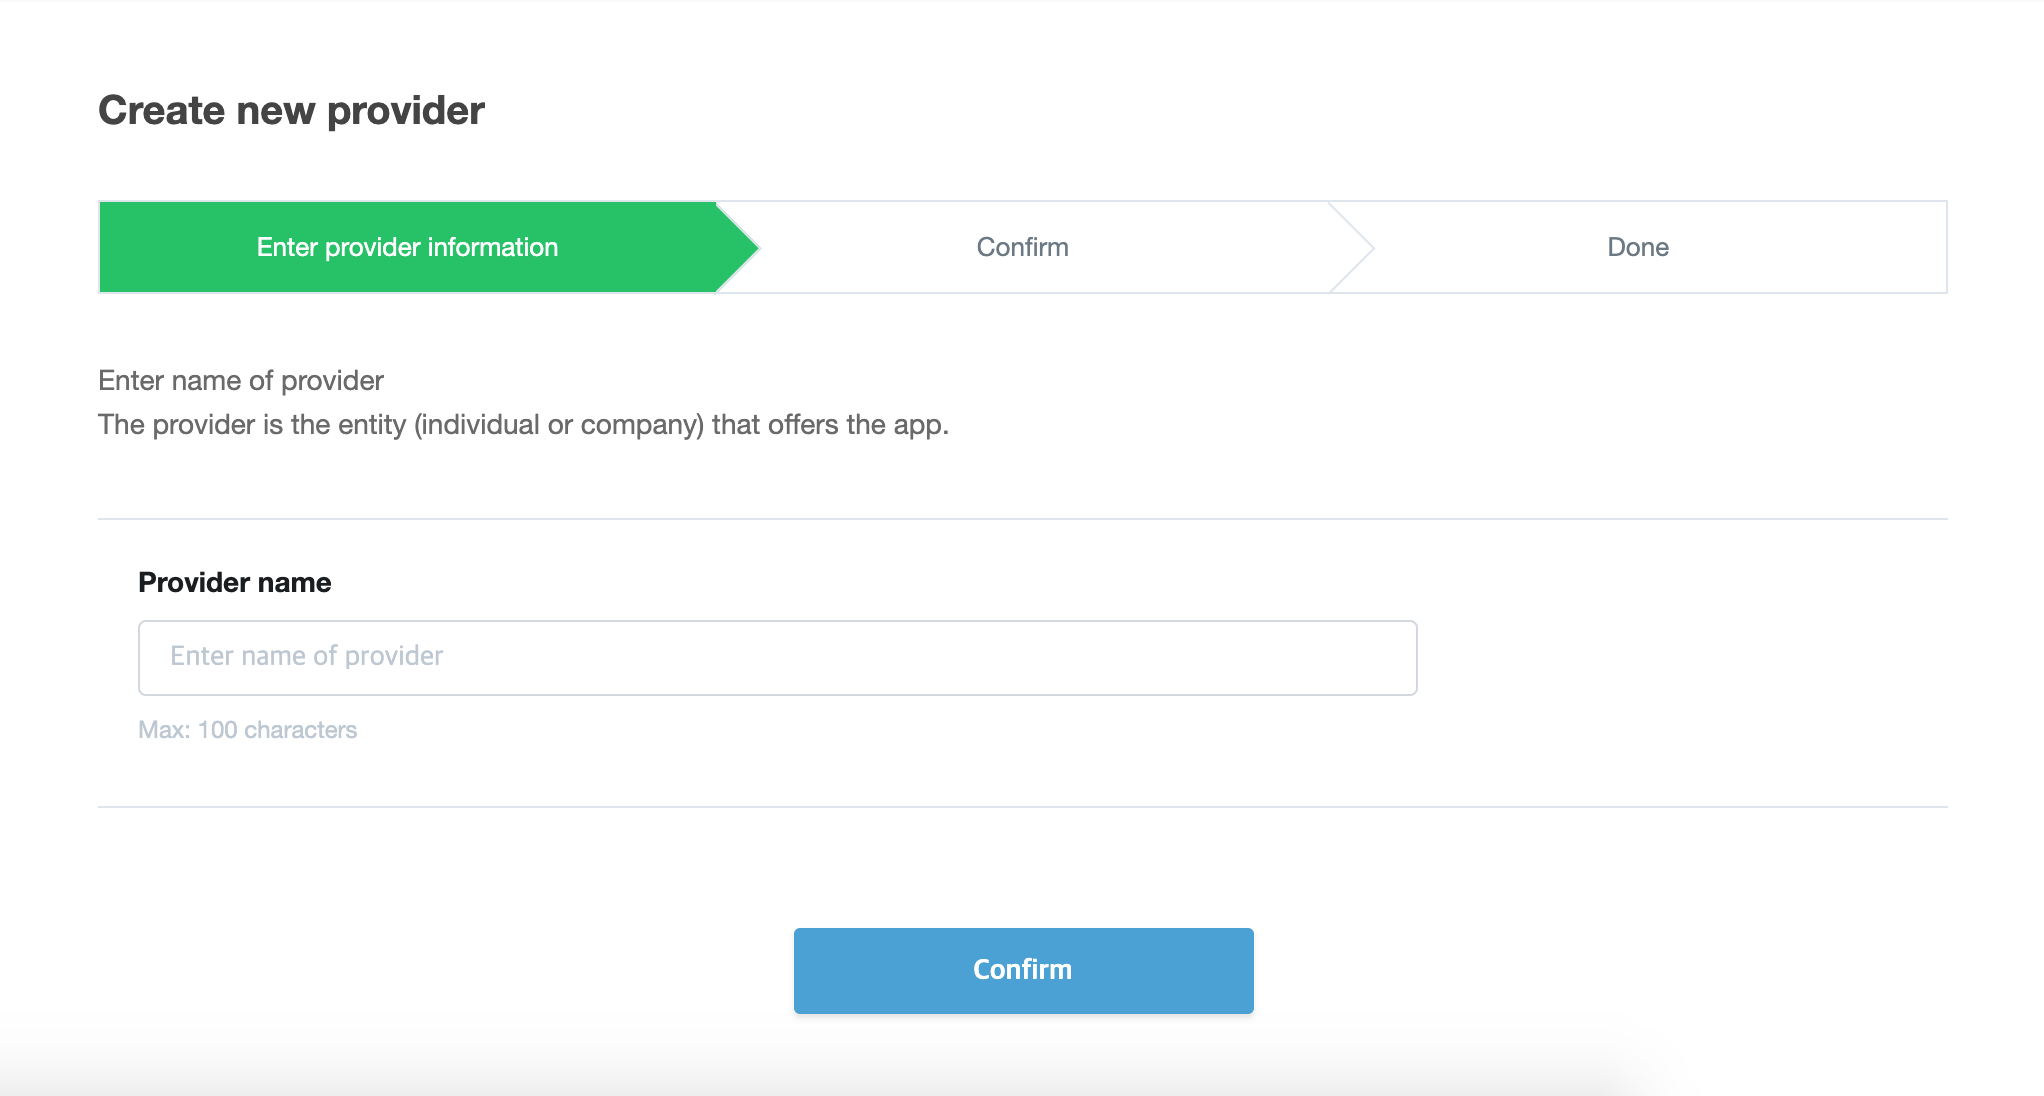 Create new provider
Enter provider information
Confirm
Done
Enter name of provider
The provider is the entity (individual or company) that offers the app.
Provider name
Enter name of provider
Max: 100 characters
Confirm